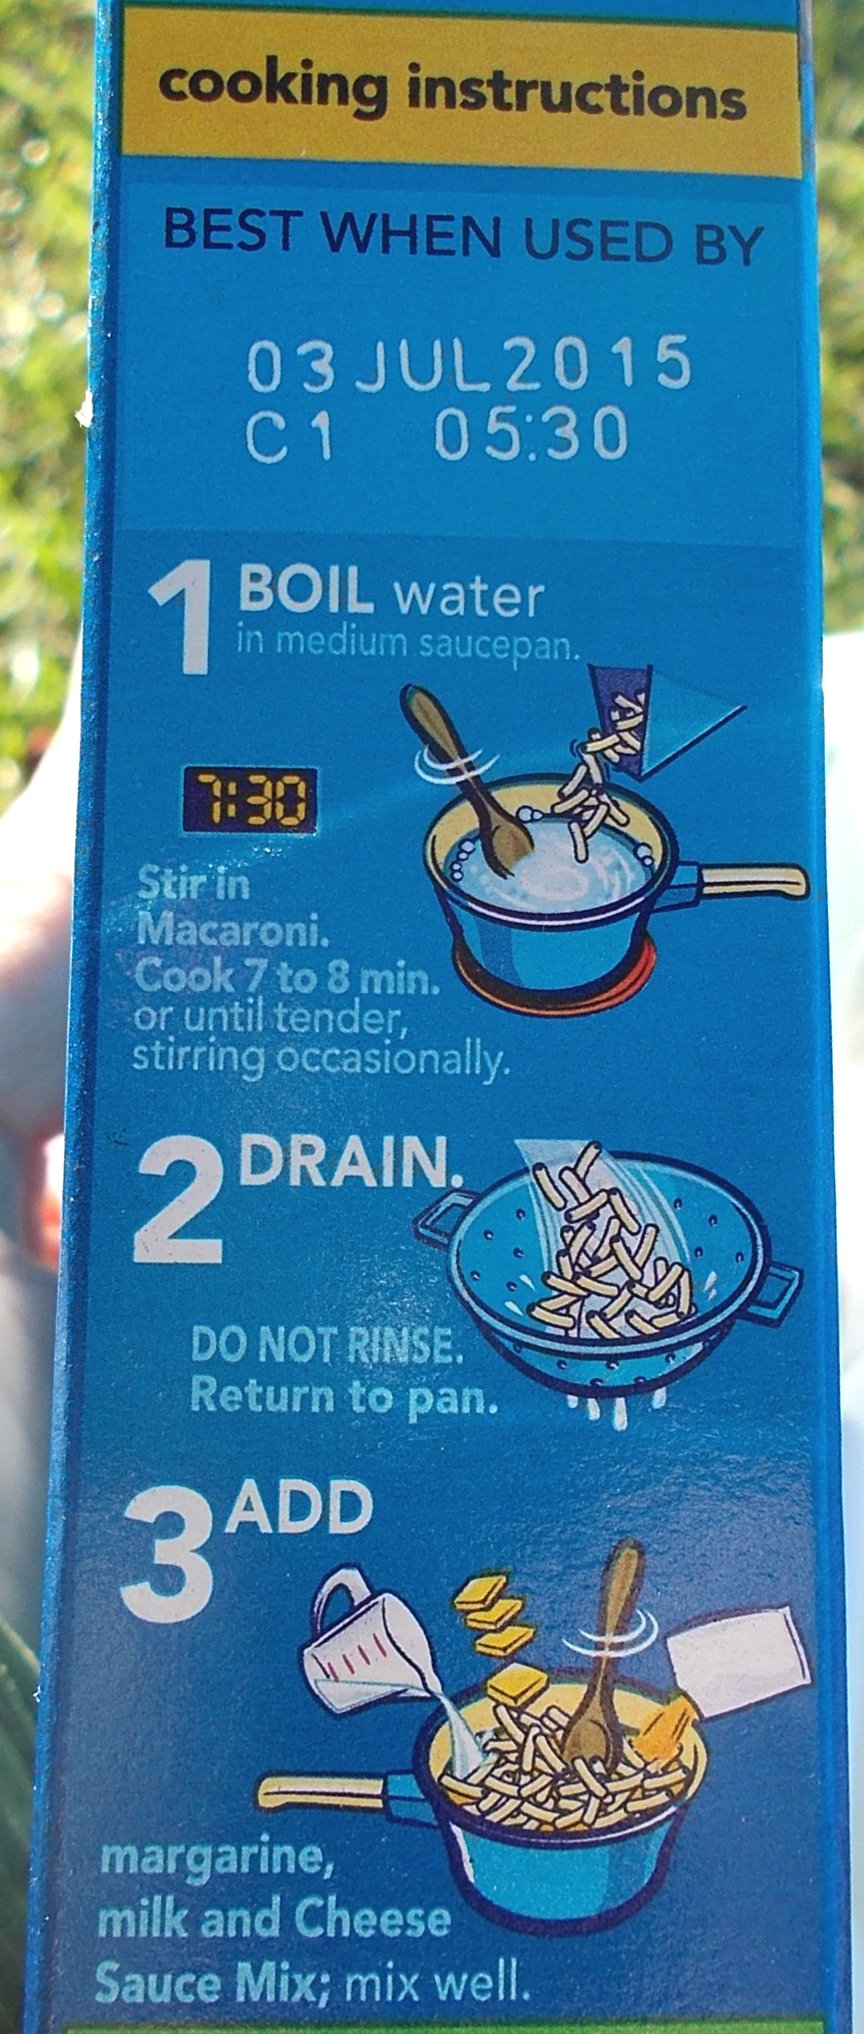 cooking instructions
BEST WHEN USED BY
03 JUL2015
C1 05:30
1 BOIL water
in medium saucepan.
7:30
Stir in
Macaroni.
Cook 7 to 8 min.
or until tender,
stirring occasionally.
2 DRAIN.
DO NOT RINSE.
Return to pan.
3 ADD
margarine,
milk and Cheese
Sauce Mix; mix well.